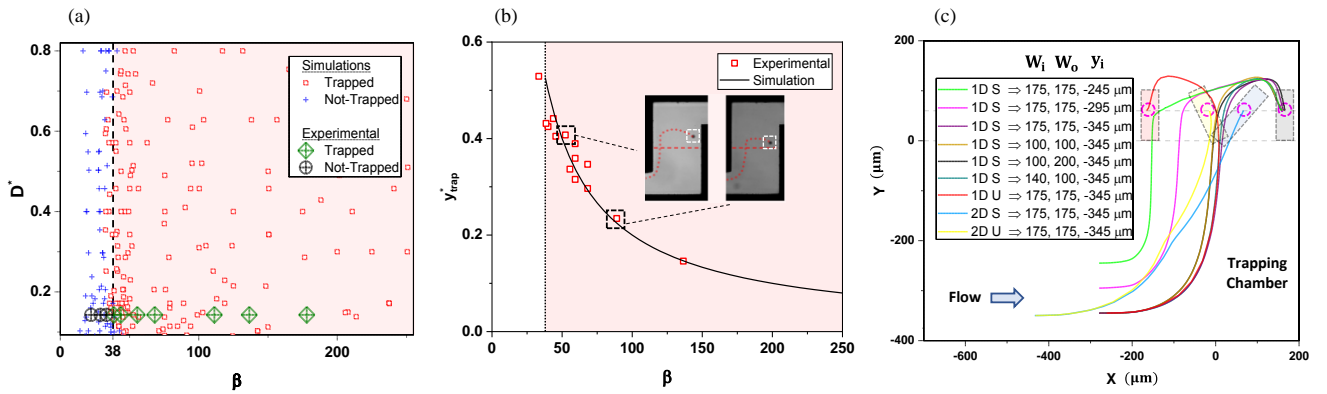 (a)
D*
0.8
0.6
0.4
0.2
0
38
100
200
β
Simulations
Trapped
Not-Trapped
Experimental
Trapped
Not-Trapped
(b)
y*trap
0.6
0.4
0.2
0.0
0
50
100
150
200
250
β
Experimental
Simulation
(c)
Y (μm)
200
0
-200
-400
-600
-400
-200
0
200
X (μm)
Wi Wo yi
1D S ⇒ 175, 175, -245 μm
1D S ⇒ 175, 175, -295 μm
1D S ⇒ 175, 175, -345 μm
1D S ⇒ 100, 100, -345 μm
1D S ⇒ 100, 200, -345 μm
1D S ⇒ 140, 100, -345 μm
1D U ⇒ 175, 175, -345 μm
2D S ⇒ 175, 175, -345 μm
2D U ⇒ 175, 175, -345 μm
Flow
Trapping
Chamber